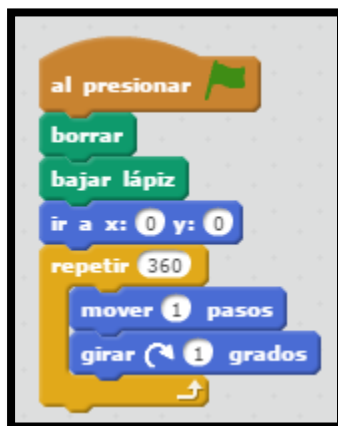 al presionar
borrar
bajar lápiz
ir a x: 0 y: 0
repetir 360
mover 1 pasos
girar 1 grados